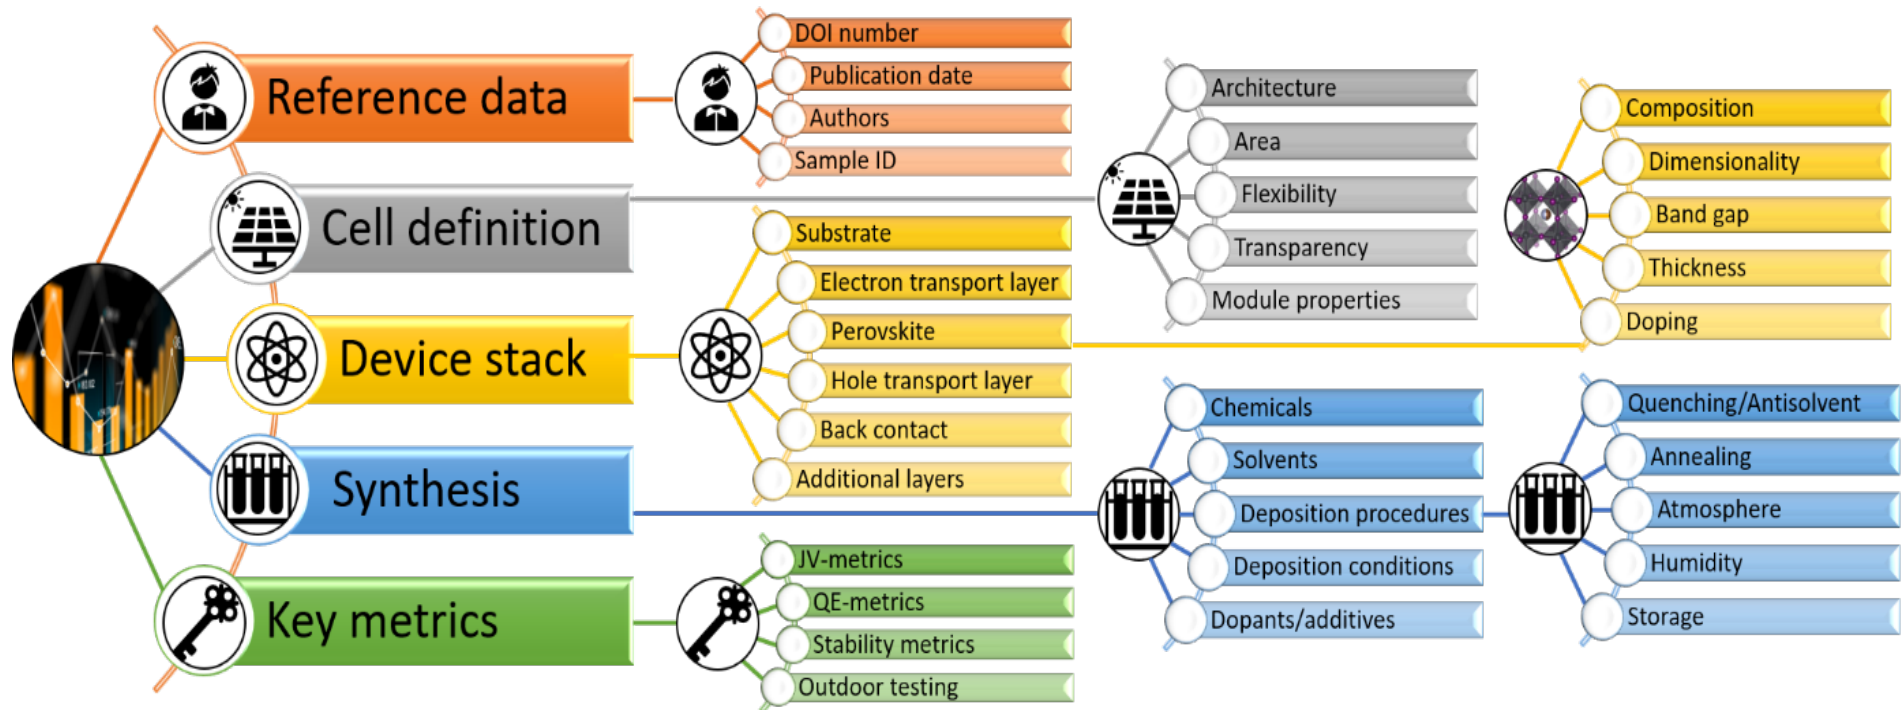 Reference data
DOI number
Publication date
Authors
Sample ID
Cell definition
Architecture
Area
Flexibility
Transparency
Module properties
Device stack
Substrate
Electron transport layer
Perovskite
Hole transport layer
Back contact
Additional layers
Composition
Dimensionality
Band gap
Thickness
Doping
Synthesis
Chemicals
Solvents
Deposition procedures
Deposition conditions
Dopants/additives
Quenching/Antisolvent
Annealing
Atmosphere
Humidity
Storage
Key metrics
JV-metrics
QE-metrics
Stability metrics
Outdoor testing